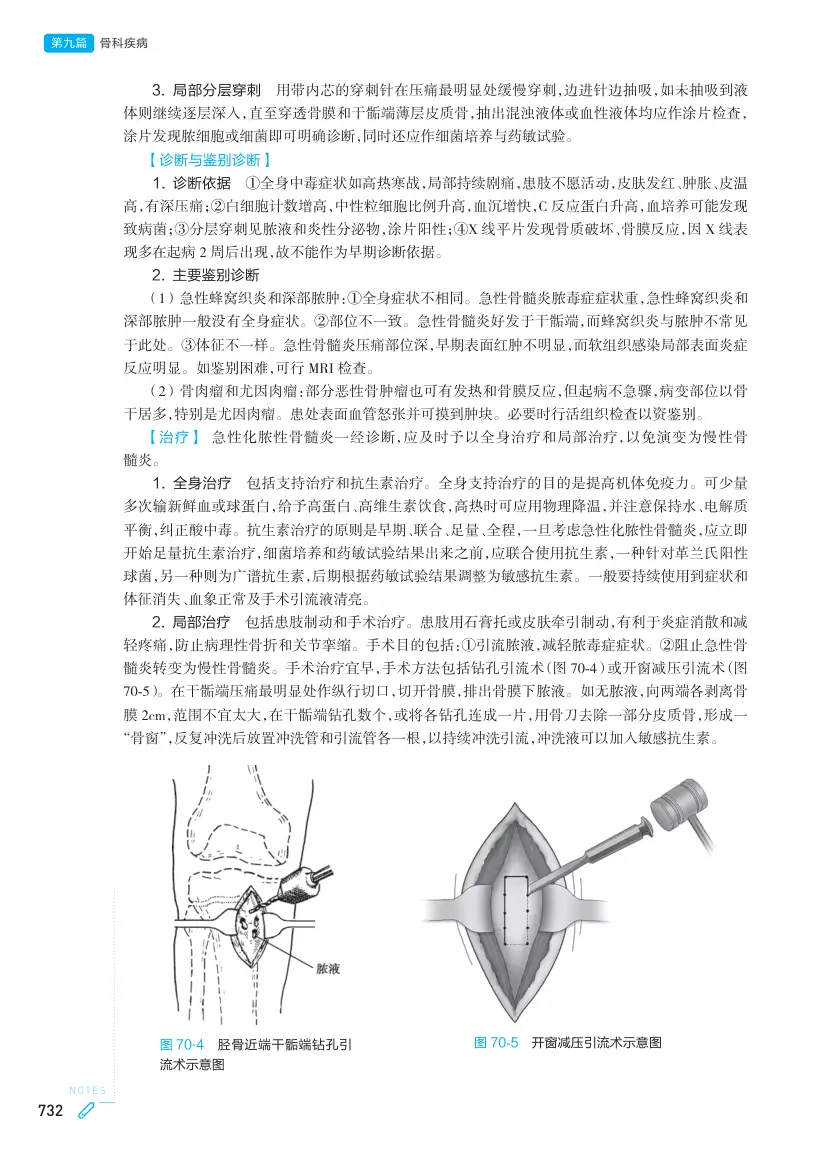 第九篇 骨科疾病
3. 局部分层穿刺 用带内芯的穿刺针在压痛最明显处缓慢穿刺,边进针边抽吸,如未抽吸到液
体则继续逐层深入,直至穿透骨膜和干骺端薄层皮质骨,抽出混浊液体或血性液体均应作涂片检查,
涂片发现脓细胞或细菌即可明确诊断,同时还应作细菌培养与药敏试验。
【诊断与鉴别诊断】
1. 诊断依据 ①全身中毒症状如高热寒战,局部持续剧痛,患肢不愿活动,皮肤发红、肿胀、皮温
高,有深压痛;②白细胞计数增高,中性粒细胞比例升高,血沉增快,C 反应蛋白升高,血培养可能发现
致病菌;③分层穿刺见脓液和炎性分泌物,涂片阳性;④X 线平片发现骨质破坏、骨膜反应,因 X 线表
现多在起病 2 周后出现,故不能作为早期诊断依据。
2. 主要鉴别诊断
（1）急性蜂窝织炎和深部脓肿:①全身症状不相同。急性骨髓炎脓毒症症状重,急性蜂窝织炎和
深部脓肿一般没有全身症状。②部位不一致。急性骨髓炎好发于干骺端,而蜂窝织炎与脓肿不常见
于此处。③体征不一样。急性骨髓炎压痛部位深,早期表面红肿不明显,而软组织感染局部表面炎症
反应明显。如鉴别困难,可行 MRI 检查。
（2）骨肉瘤和尤因肉瘤:部分恶性骨肿瘤也可有发热和骨膜反应,但起病不急骤,病变部位以骨
干居多,特别是尤因肉瘤。患处表面血管怒张并可摸到肿块。必要时行活组织检查以资鉴别。
【治疗】 急性化脓性骨髓炎一经诊断,应及时予以全身治疗和局部治疗,以免演变为慢性骨
髓炎。
1. 全身治疗 包括支持治疗和抗生素治疗。全身支持治疗的目的是提高机体免疫力。可少量
多次输新鲜血或球蛋白,给予高蛋白、高维生素饮食,高热时可应用物理降温,并注意保持水、电解质
平衡,纠正酸中毒。抗生素治疗的原则是早期、联合、足量、全程,一旦考虑急性化脓性骨髓炎,应立即
开始足量抗生素治疗,细菌培养和药敏试验结果出来之前,应联合使用抗生素,一种针对革兰氏阳性
球菌,另一种则为广谱抗生素,后期根据药敏试验结果调整为敏感抗生素。一般要持续使用到症状和
体征消失、血象正常及手术引流液清亮。
2. 局部治疗 包括患肢制动和手术治疗。患肢用石膏托或皮肤牵引制动,有利于炎症消散和减
轻疼痛,防止病理性骨折和关节挛缩。手术目的包括:①引流脓液,减轻脓毒症症状。②阻止急性骨
髓炎转变为慢性骨髓炎。手术治疗宜早,手术方法包括钻孔引流术（图 70-4）或开窗减压引流术（图
70-5）。在干骺端压痛最明显处作纵行切口,切开骨膜,排出骨膜下脓液。如无脓液,向两端各剥离骨
膜 2cm,范围不宜太大,在干骺端钻孔数个,或将各钻孔连成一片,用骨刀去除一部分皮质骨,形成一
“骨窗”,反复冲洗后放置冲洗管和引流管各一根,以持续冲洗引流,冲洗液可以加入敏感抗生素。
脓液
图 70-4 胫骨近端干骺端钻孔引
流术示意图
图 70-5 开窗减压引流术示意图
NOTES
732